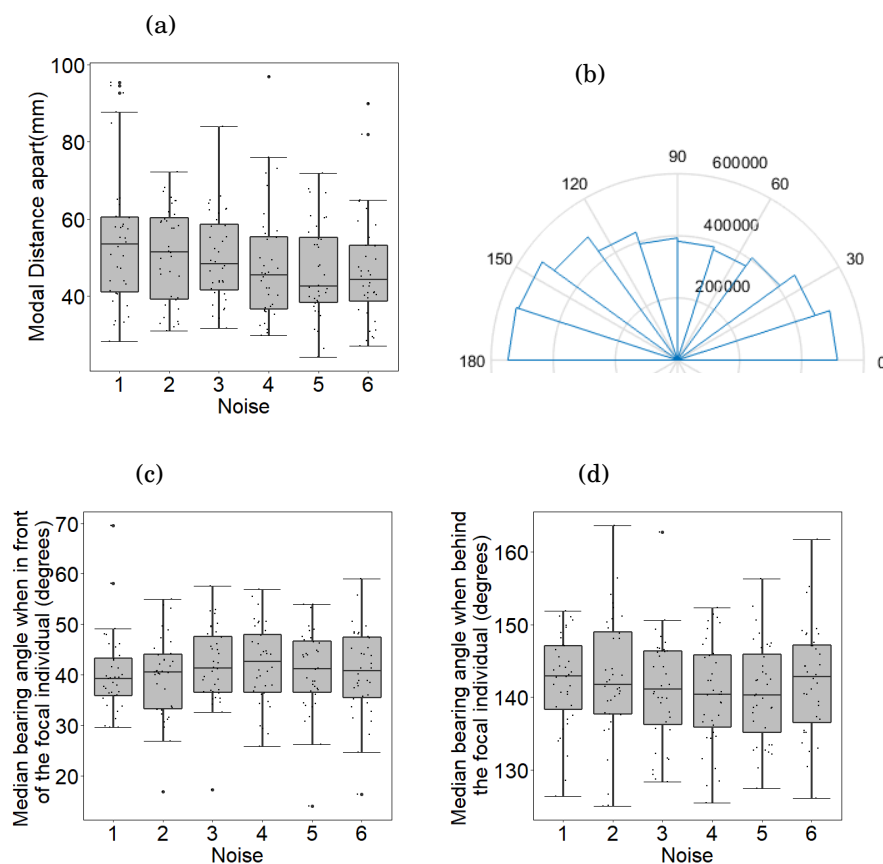 (a)
100
80
60
40
Modal Distance apart(mm)
1 2 3 4 5 6
Noise
(b)
90
600000
120
60
400000
150
30
200000
180
0
(c)
70
60
50
40
30
20
Median bearing angle when in front
of the focal individual (degrees)
1 2 3 4 5 6
Noise
(d)
160
150
140
130
Median bearing angle when behind
the focal individual (degrees)
1 2 3 4 5 6
Noise